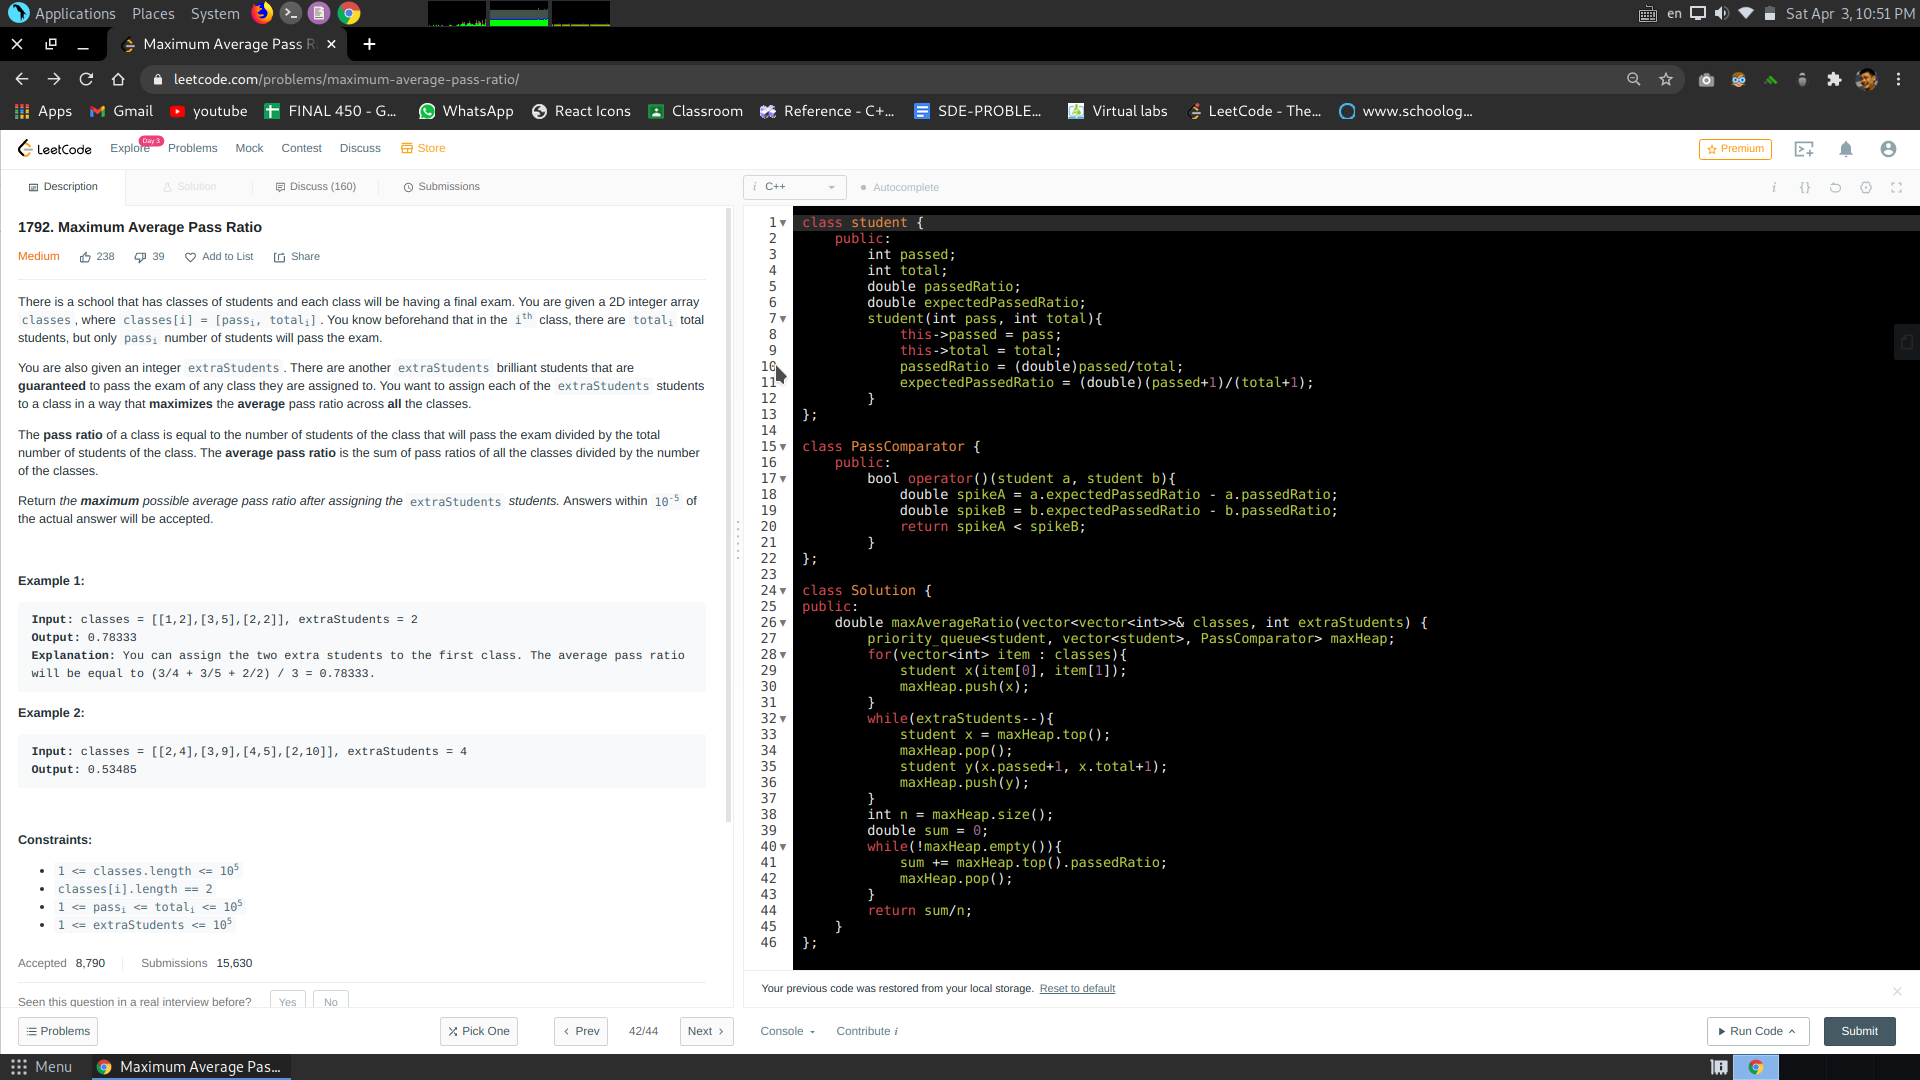 Applications Places System en Sat Apr 3, 10:51 PM
Maximum Average Pass R
leetcode.com/problems/maximum-average-pass-ratio/
Apps Gmail youtube FINAL 450 - G... WhatsApp React Icons Classroom Reference - C+... SDE-PROBLE... Virtual labs LeetCode - The... www.schoolog...
LeetCode Explore Day 3 Problems Mock Contest Discuss Store Premium
Description Solution Discuss (160) Submissions
i C++ Autocomplete i {}
1792. Maximum Average Pass Ratio
Medium 238 39 Add to List Share
There is a school that has classes of students and each class will be having a final exam. You are given a 2D integer array
classes , where classes[i] = [passi, totali] . You know beforehand that in the ith class, there are totali total
students, but only passi number of students will pass the exam.
You are also given an integer extraStudents . There are another extraStudents brilliant students that are
guaranteed to pass the exam of any class they are assigned to. You want to assign each of the extraStudents students
to a class in a way that maximizes the average pass ratio across all the classes.
The pass ratio of a class is equal to the number of students of the class that will pass the exam divided by the total
number of students of the class. The average pass ratio is the sum of pass ratios of all the classes divided by the number
of the classes.
Return the maximum possible average pass ratio after assigning the extraStudents students. Answers within 10-5 of
the actual answer will be accepted.
Example 1:
Input: classes = [[1,2],[3,5],[2,2]], extraStudents = 2
Output: 0.78333
Explanation: You can assign the two extra students to the first class. The average pass ratio
will be equal to (3/4 + 3/5 + 2/2) / 3 = 0.78333.
Example 2:
Input: classes = [[2,4],[3,9],[4,5],[2,10]], extraStudents = 4
Output: 0.53485
Constraints:
1 <= classes.length <= 105
classes[i].length == 2
1 <= passi <= totali <= 105
1 <= extraStudents <= 105
Accepted 8,790 Submissions 15,630
Seen this question in a real interview before? Yes No
Problems Pick One Prev 42/44 Next
1 class student {
2 public:
3 int passed;
4 int total;
5 double passedRatio;
6 double expectedPassedRatio;
7 student(int pass, int total){
8 this->passed = pass;
9 this->total = total;
10 passedRatio = (double)passed/total;
11 expectedPassedRatio = (double)(passed+1)/(total+1);
12 }
13 };
14
15 class PassComparator {
16 public:
17 bool operator()(student a, student b){
18 double spikeA = a.expectedPassedRatio - a.passedRatio;
19 double spikeB = b.expectedPassedRatio - b.passedRatio;
20 return spikeA < spikeB;
21 }
22 };
23
24 class Solution {
25 public:
26 double maxAverageRatio(vector<vector<int>>& classes, int extraStudents) {
27 priority_queue<student, vector<student>, PassComparator> maxHeap;
28 for(vector<int> item : classes){
29 student x(item[0], item[1]);
30 maxHeap.push(x);
31 }
32 while(extraStudents--){
33 student x = maxHeap.top();
34 maxHeap.pop();
35 student y(x.passed+1, x.total+1);
36 maxHeap.push(y);
37 }
38 int n = maxHeap.size();
39 double sum = 0;
40 while(!maxHeap.empty()){
41 sum += maxHeap.top().passedRatio;
42 maxHeap.pop();
43 }
44 return sum/n;
45 }
46 };
Your previous code was restored from your local storage. Reset to default
Console Contribute i Run Code Submit
Menu Maximum Average Pas...